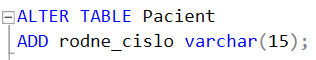 ALTER TABLE Pacient
ADD rodne_cislo varchar(15);